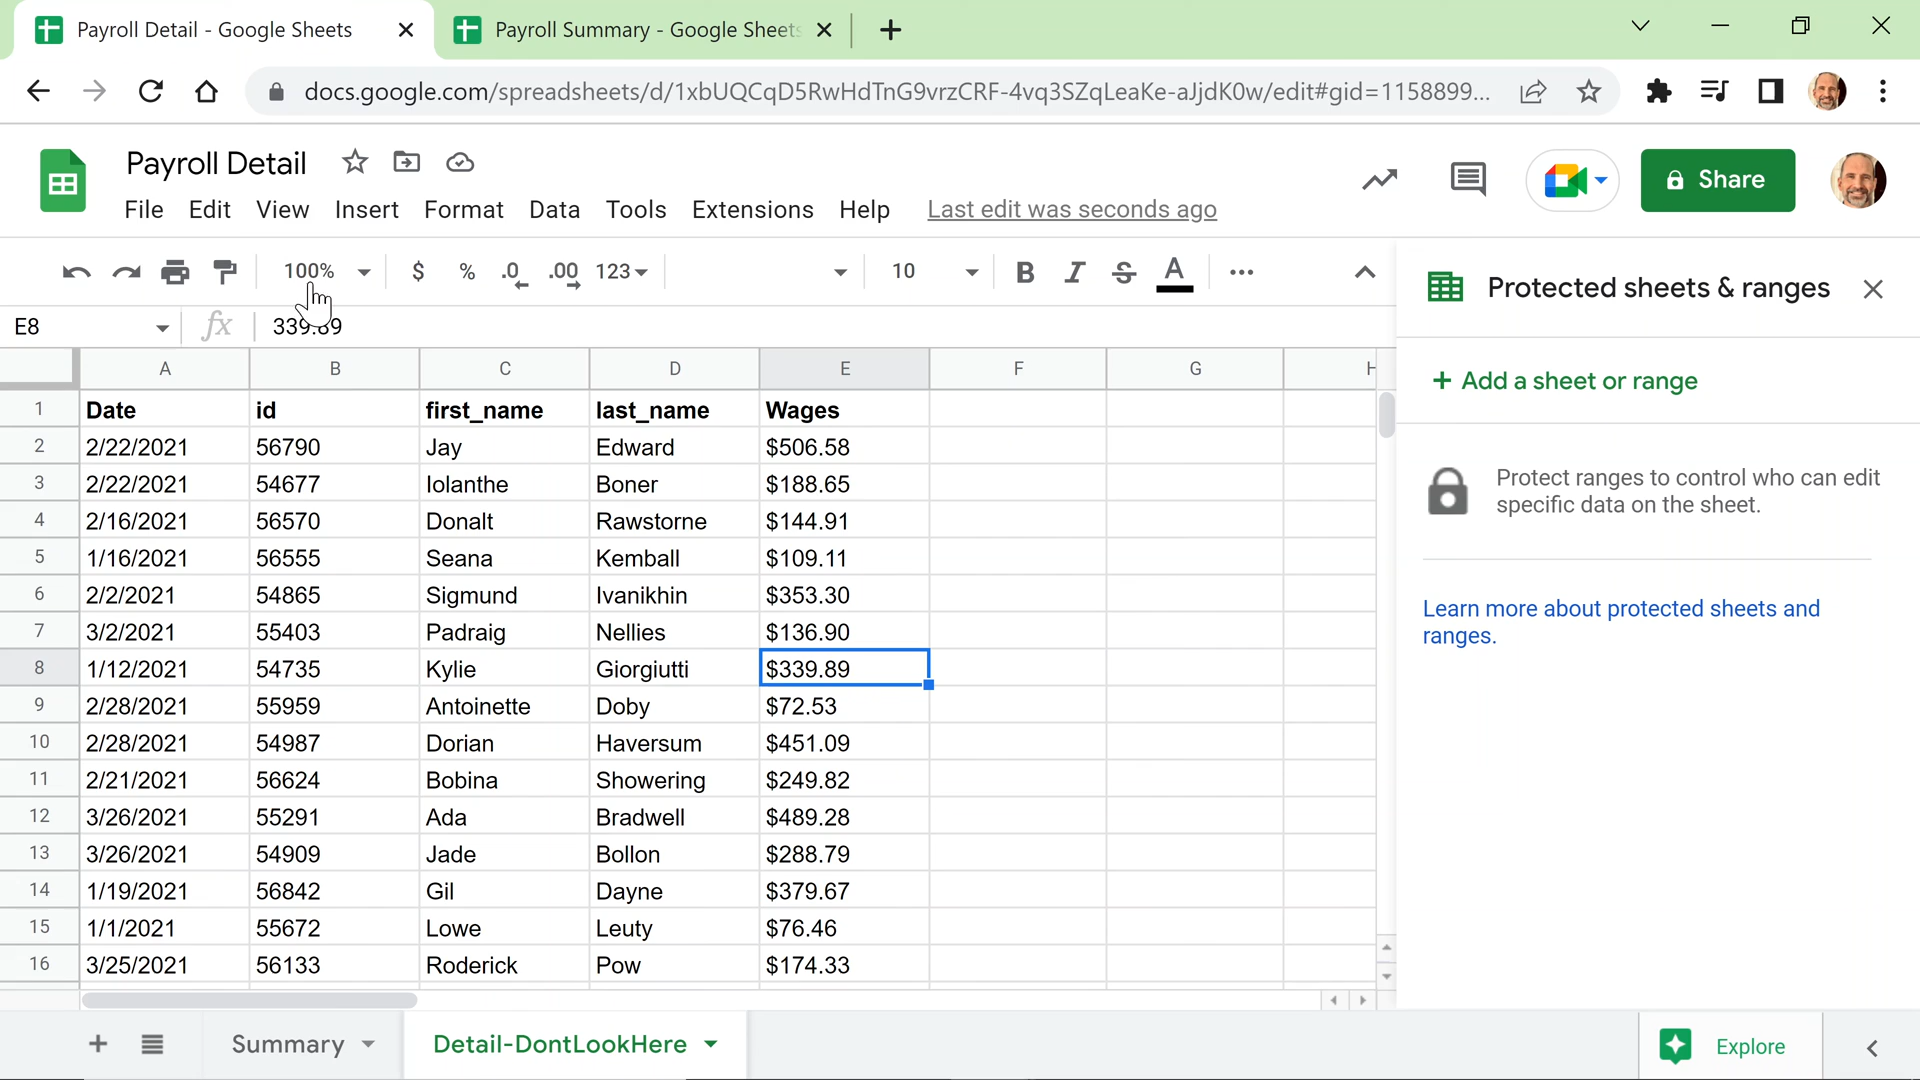 Payroll Detail - Google Sheets
Payroll Summary - Google Sheets
docs.google.com/spreadsheets/d/1xbUQCqD5RwHdTnG9vrzCRF-4vq3SZqLeaKe-aJjdK0w/edit#gid=1158899...
Payroll Detail
Share
File Edit View Insert Format Data Tools Extensions Help Last edit was seconds ago
100% $ % .0 .00 123 10 B I S A
Protected sheets & ranges
E8 fx 339.89
A B C D E F G H
+ Add a sheet or range
1 Date id first_name last_name Wages
2 2/22/2021 56790 Jay Edward $506.58
3 2/22/2021 54677 Iolanthe Boner $188.65
4 2/16/2021 56570 Donalt Rawstorne $144.91
5 1/16/2021 56555 Seana Kemball $109.11
6 2/2/2021 54865 Sigmund Ivanikhin $353.30
7 3/2/2021 55403 Padraig Nellies $136.90
8 1/12/2021 54735 Kylie Giorgiutti $339.89
9 2/28/2021 55959 Antoinette Doby $72.53
10 2/28/2021 54987 Dorian Haversum $451.09
11 2/21/2021 56624 Bobina Showering $249.82
12 3/26/2021 55291 Ada Bradwell $489.28
13 3/26/2021 54909 Jade Bollon $288.79
14 1/19/2021 56842 Gil Dayne $379.67
15 1/1/2021 55672 Lowe Leuty $76.46
16 3/25/2021 56133 Roderick Pow $174.33
Protect ranges to control who can edit
specific data on the sheet.
Learn more about protected sheets and
ranges.
Summary Detail-DontLookHere
Explore